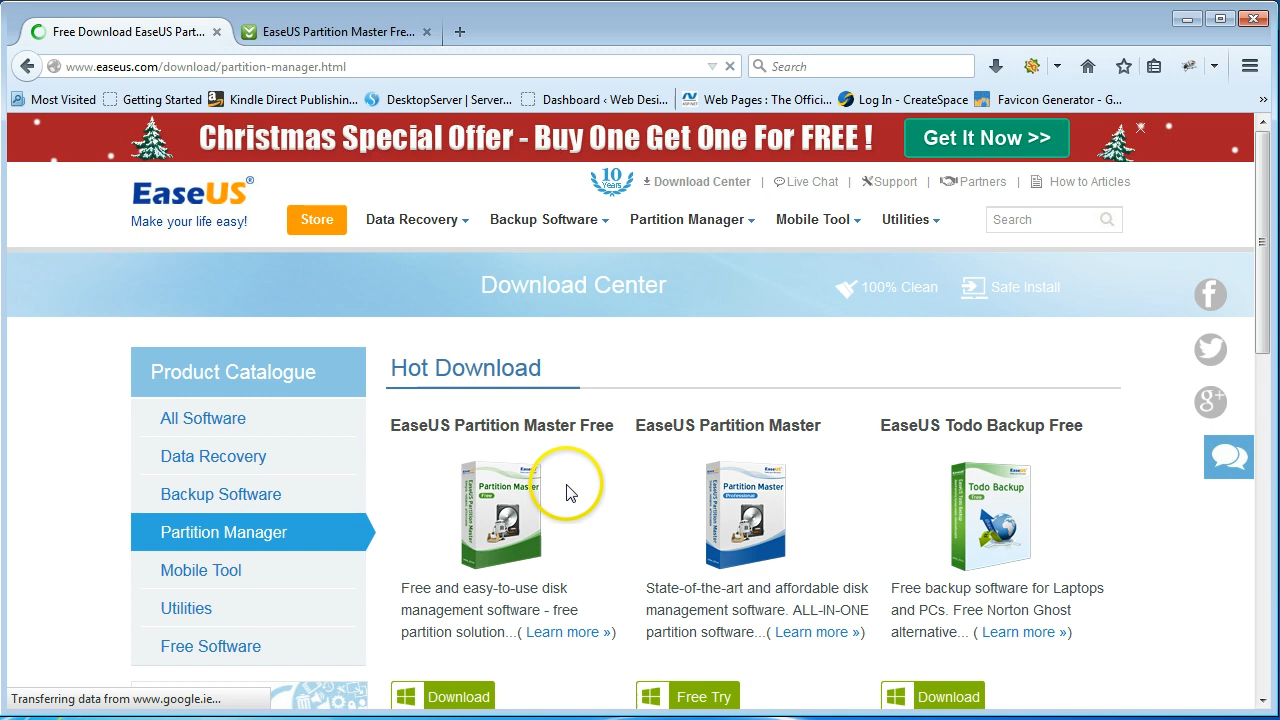 Free Download EaseUS Part...
EaseUS Partition Master Fre...
www.easeus.com/download/partition-manager.html
Search
Most Visited
Getting Started
Kindle Dirict Publishin...
DesktopServer | Server...
Dashboard ‹ Web Desi...
Web Pages : The Offici...
Log In - CreateSpace
Favicon Generator - G...
Christmas Special Offer - Buy One Get One For FREE !
Get It Now >>
EaseUS®
Make your life easy!
10
Years
Download Center | Live Chat | Support | Partners | How to Articles
Store
Data Recovery
Backup Software
Partition Manager
Mobile Tool
Utilities
Search
Download Center
100% Clean
Safe Install
Product Catalogue
All Software
Data Recovery
Backup Software
Partition Manager
Mobile Tool
Utilities
Free Software
Hot Download
EaseUS Partition Master Free
Partition Master
Free
Free and easy-to-use disk
management software - free
partition solution...( Learn more »)
Download
EaseUS Partition Master
Partition Master
Professional
State-of-the-art and affordable disk
management software. ALL-IN-ONE
partition software...( Learn more »)
Free Try
EaseUS Todo Backup Free
Todo Backup
Free
Free backup software for Laptops
and PCs. Free Norton Ghost
alternative... ( Learn more »)
Download
Transferring data from www.google.ie...